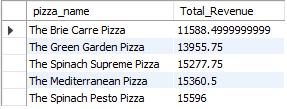 pizza_name Total_Revenue
The Brie Carre Pizza 11588.4999999999
The Green Garden Pizza 13955.75
The Spinach Supreme Pizza 15277.75
The Mediterranean Pizza 15360.5
The Spinach Pesto Pizza 15596